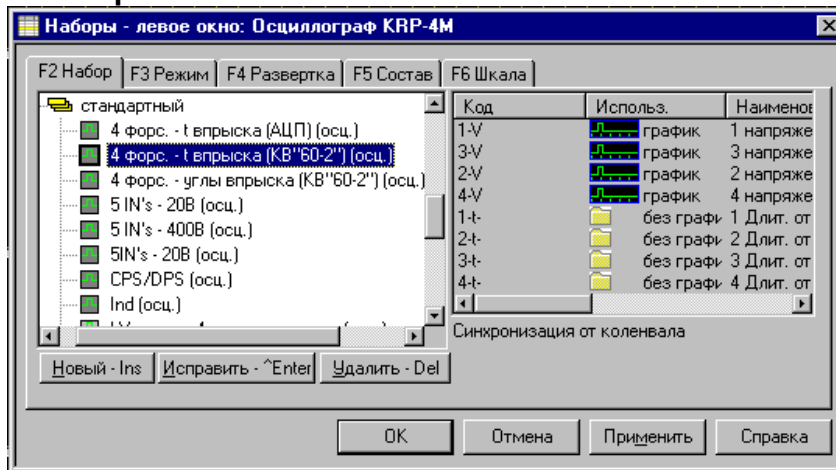 Наборы - левое окно: Осциллограф KRP-4M
F2 Набор F3 Режим F4 Развертка F5 Состав F6 Шкала
стандартный
4 форс. - t впрыска (АЦП) (осц.)
4 форс. - t впрыска (КВ"60-2") (осц.)
4 форс. - углы впрыска (КВ"60-2") (осц.)
5 IN's - 20В (осц.)
5 IN's - 400В (осц.)
5IN's - 20В (осц.)
CPS/DPS (осц.)
Ind (осц.)
Код Использ. Наименов
1-V график 1 напряже
3-V график 3 напряже
2-V график 2 напряже
4-V график 4 напряже
1-t- без графи 1 Длит. от
2-t- без графи 2 Длит. от
3-t- без графи 3 Длит. от
4-t- без графи 4 Длит. от
Синхронизация от коленвала
Новый - Ins Исправить - ^Enter Удалить - Del
OK Отмена Применить Справка